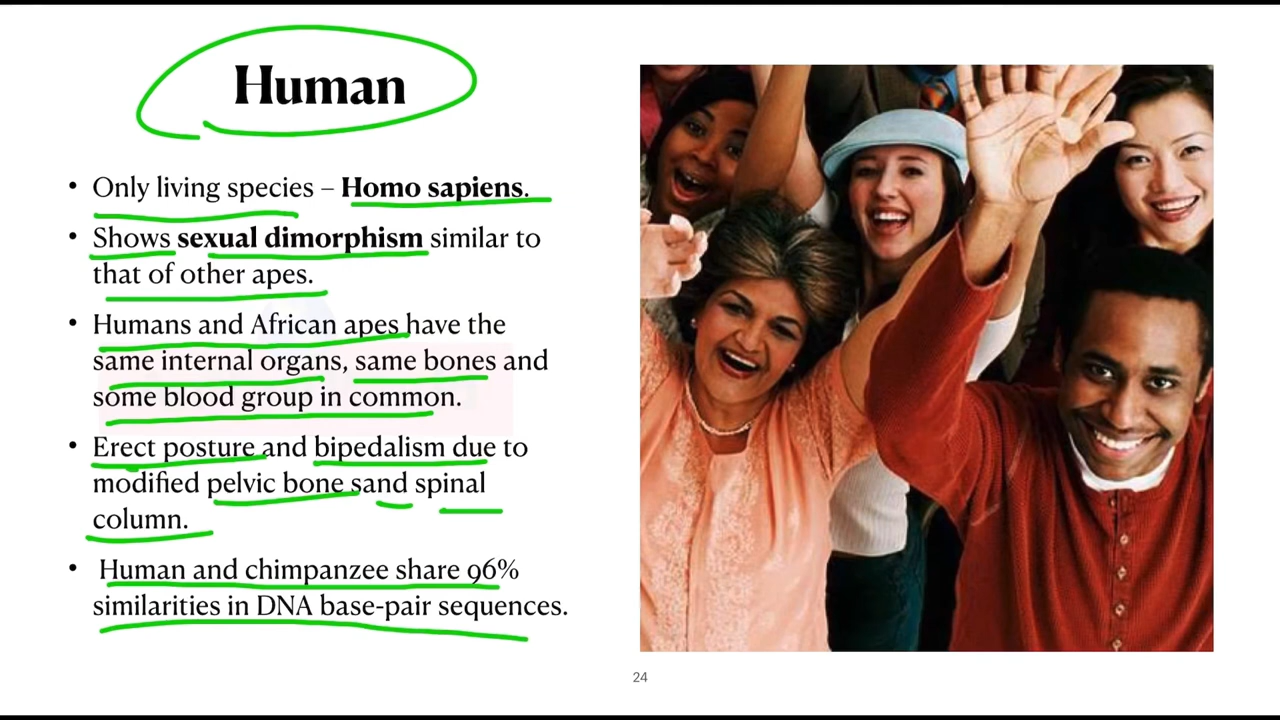 Human
• Only living species – Homo sapiens.
• Shows sexual dimorphism similar to
that of other apes.
• Humans and African apes have the
same internal organs, same bones and
some blood group in common.
• Erect posture and bipedalism due to
modified pelvic bone sand spinal
column.
• Human and chimpanzee share 96%
similarities in DNA base-pair sequences.
24